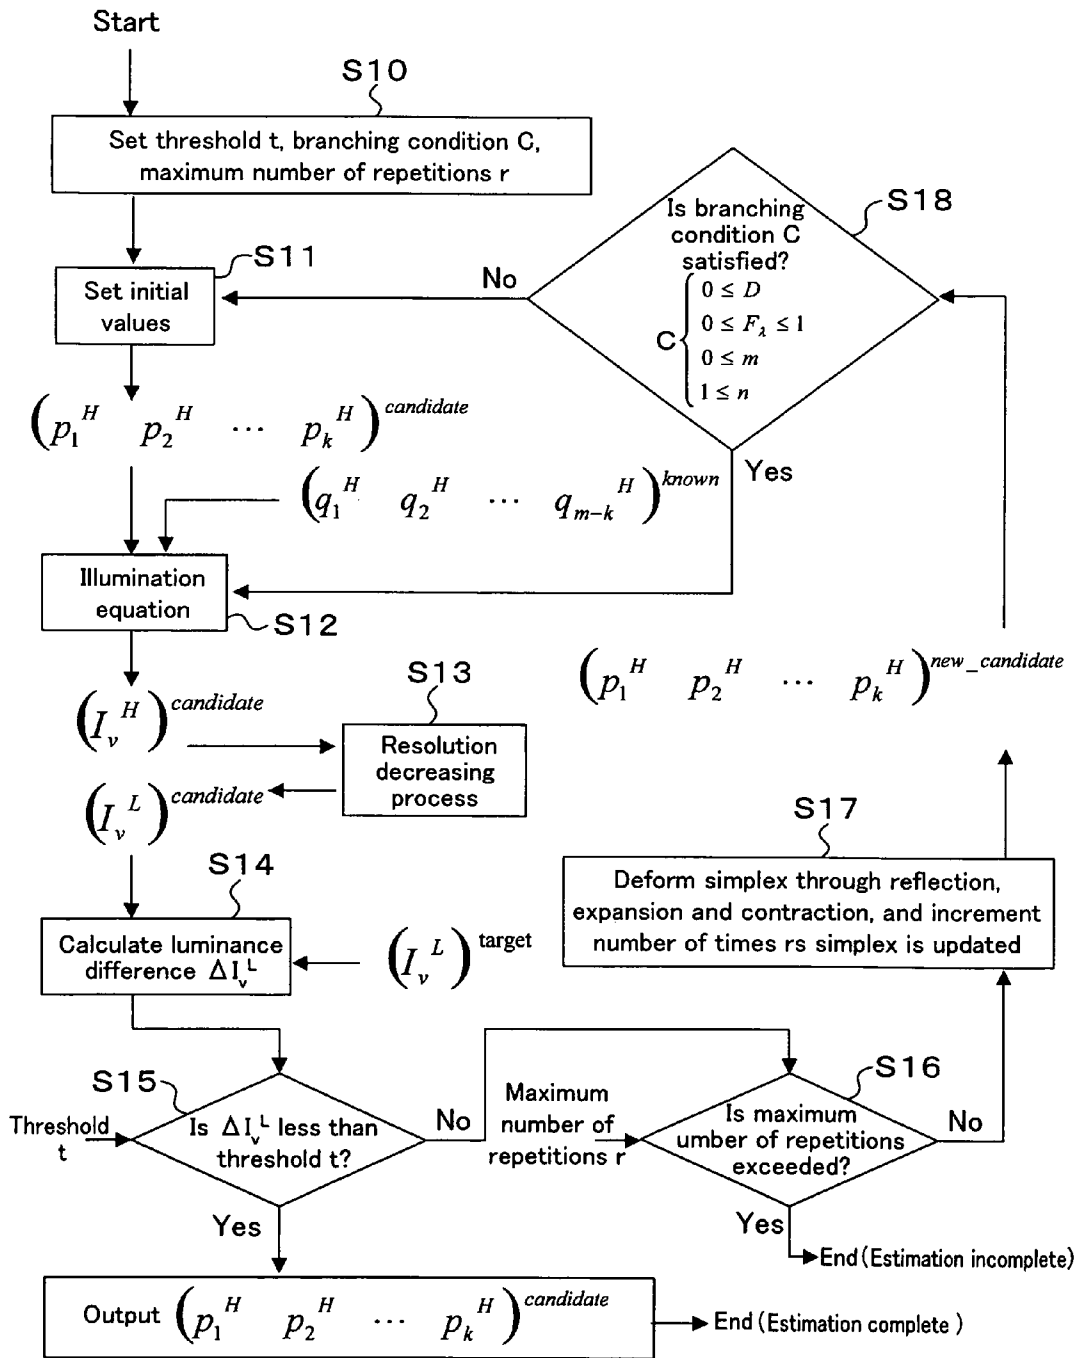 Start
S10
Set threshold t, branching condition C,
maximum number of repetitions r
S18
Is branching
condition C
satisfied?
C { 0 ≤ D
0 ≤ F_λ ≤ 1
0 ≤ m
1 ≤ n
No
Yes
S11
Set initial
values
(p_1^H p_2^H ··· p_k^H)^candidate
(q_1^H q_2^H ··· q_{m-k}^H)^known
Illumination
equation
S12
(I_v^H)^candidate
S13
Resolution
decreasing
process
(I_v^L)^candidate
(p_1^H p_2^H ··· p_k^H)^new_candidate
S17
Deform simplex through reflection,
expansion and contraction, and increment
number of times rs simplex is updated
S14
Calculate luminance
difference ΔI_v^L
(I_v^L)^target
S15
Threshold
t
Is ΔI_v^L less than
threshold t?
No
Yes
Maximum
number of
repetitions r
S16
Is maximum
umber of repetitions
exceeded?
No
Yes
End (Estimation incomplete)
Output (p_1^H p_2^H ··· p_k^H)^candidate
End (Estimation complete )